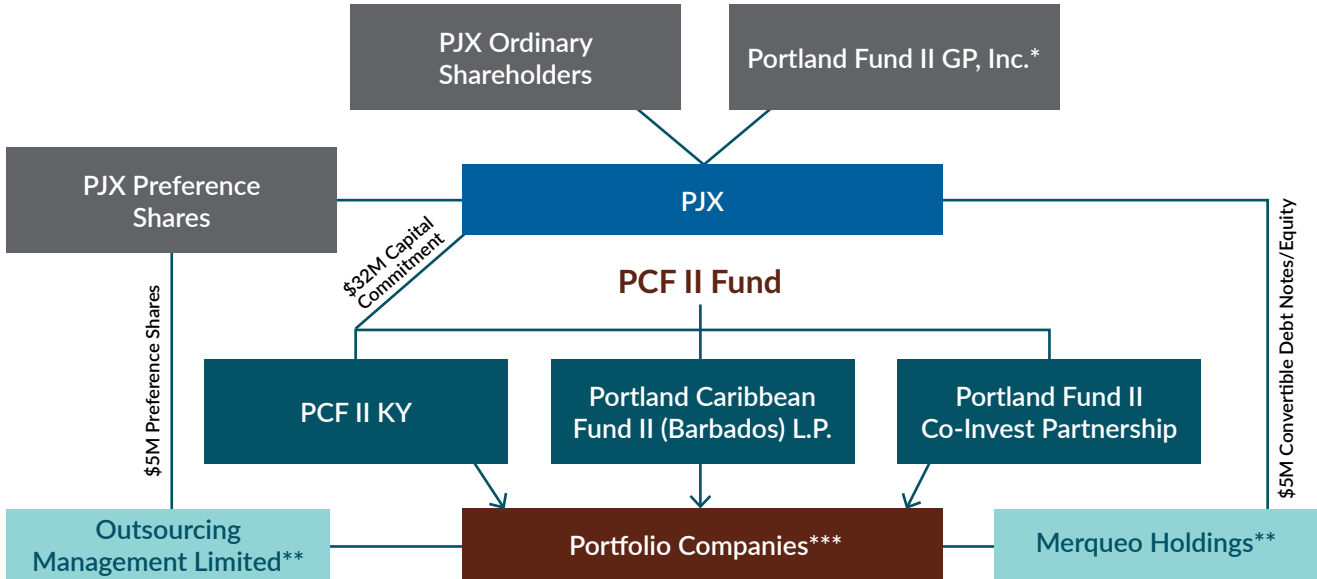 PJX Ordinary
Shareholders
Portland Fund II GP, Inc.*
PJX Preference
Shares
PJX
$32M Capital
Commitment
PCF II Fund
$5M Preference Shares
$5M Convertible Debt Notes/Equity
PCF II KY
Portland Caribbean
Fund II (Barbados) L.P.
Portland Fund II
Co-Invest Partnership
Outsourcing
Management Limited**
Portfolio Companies***
Merqueo Holdings**